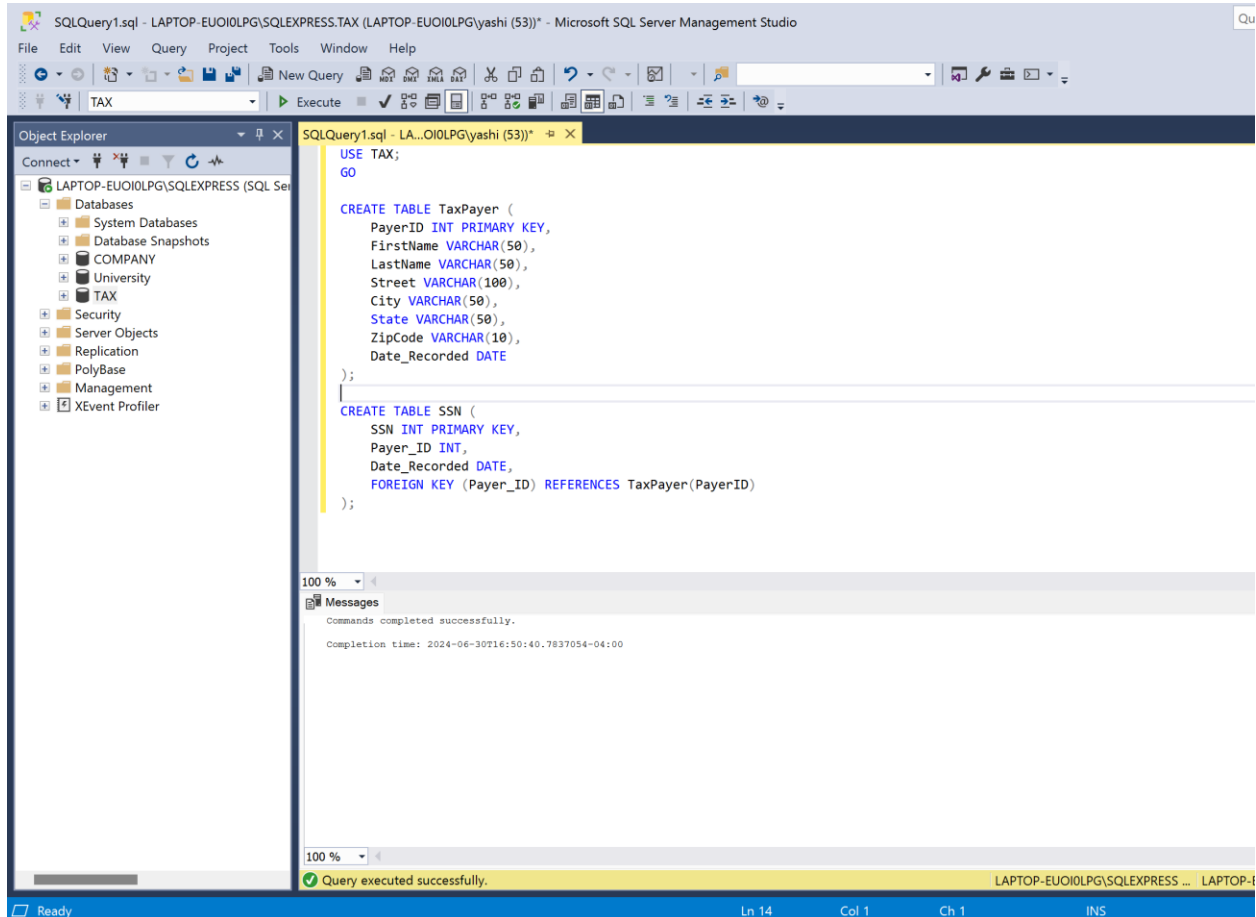 SQLQuery1.sql - LAPTOP-EUOI0LPG\SQLEXPRESS.TAX (LAPTOP-EUOI0LPG\yashi (53))* - Microsoft SQL Server Management Studio
Qu
File Edit View Query Project Tools Window Help
New Query MDX DMX XMLA DAX
TAX Execute
Object Explorer
SQLQuery1.sql - LA...OI0LPG\yashi (53))*
Connect
LAPTOP-EUOI0LPG\SQLEXPRESS (SQL Ser
Databases
System Databases
Database Snapshots
COMPANY
University
TAX
Security
Server Objects
Replication
PolyBase
Management
XEvent Profiler
USE TAX;
GO
CREATE TABLE TaxPayer (
PayerID INT PRIMARY KEY,
FirstName VARCHAR(50),
LastName VARCHAR(50),
Street VARCHAR(100),
City VARCHAR(50),
State VARCHAR(50),
ZipCode VARCHAR(10),
Date_Recorded DATE
);
CREATE TABLE SSN (
SSN INT PRIMARY KEY,
Payer_ID INT,
Date_Recorded DATE,
FOREIGN KEY (Payer_ID) REFERENCES TaxPayer(PayerID)
);
100 %
Messages
Commands completed successfully.
Completion time: 2024-06-30T16:50:40.7837054-04:00
100 %
Query executed successfully. LAPTOP-EUOI0LPG\SQLEXPRESS ... LAPTOP-E
Ready Ln 14 Col 1 Ch 1 INS